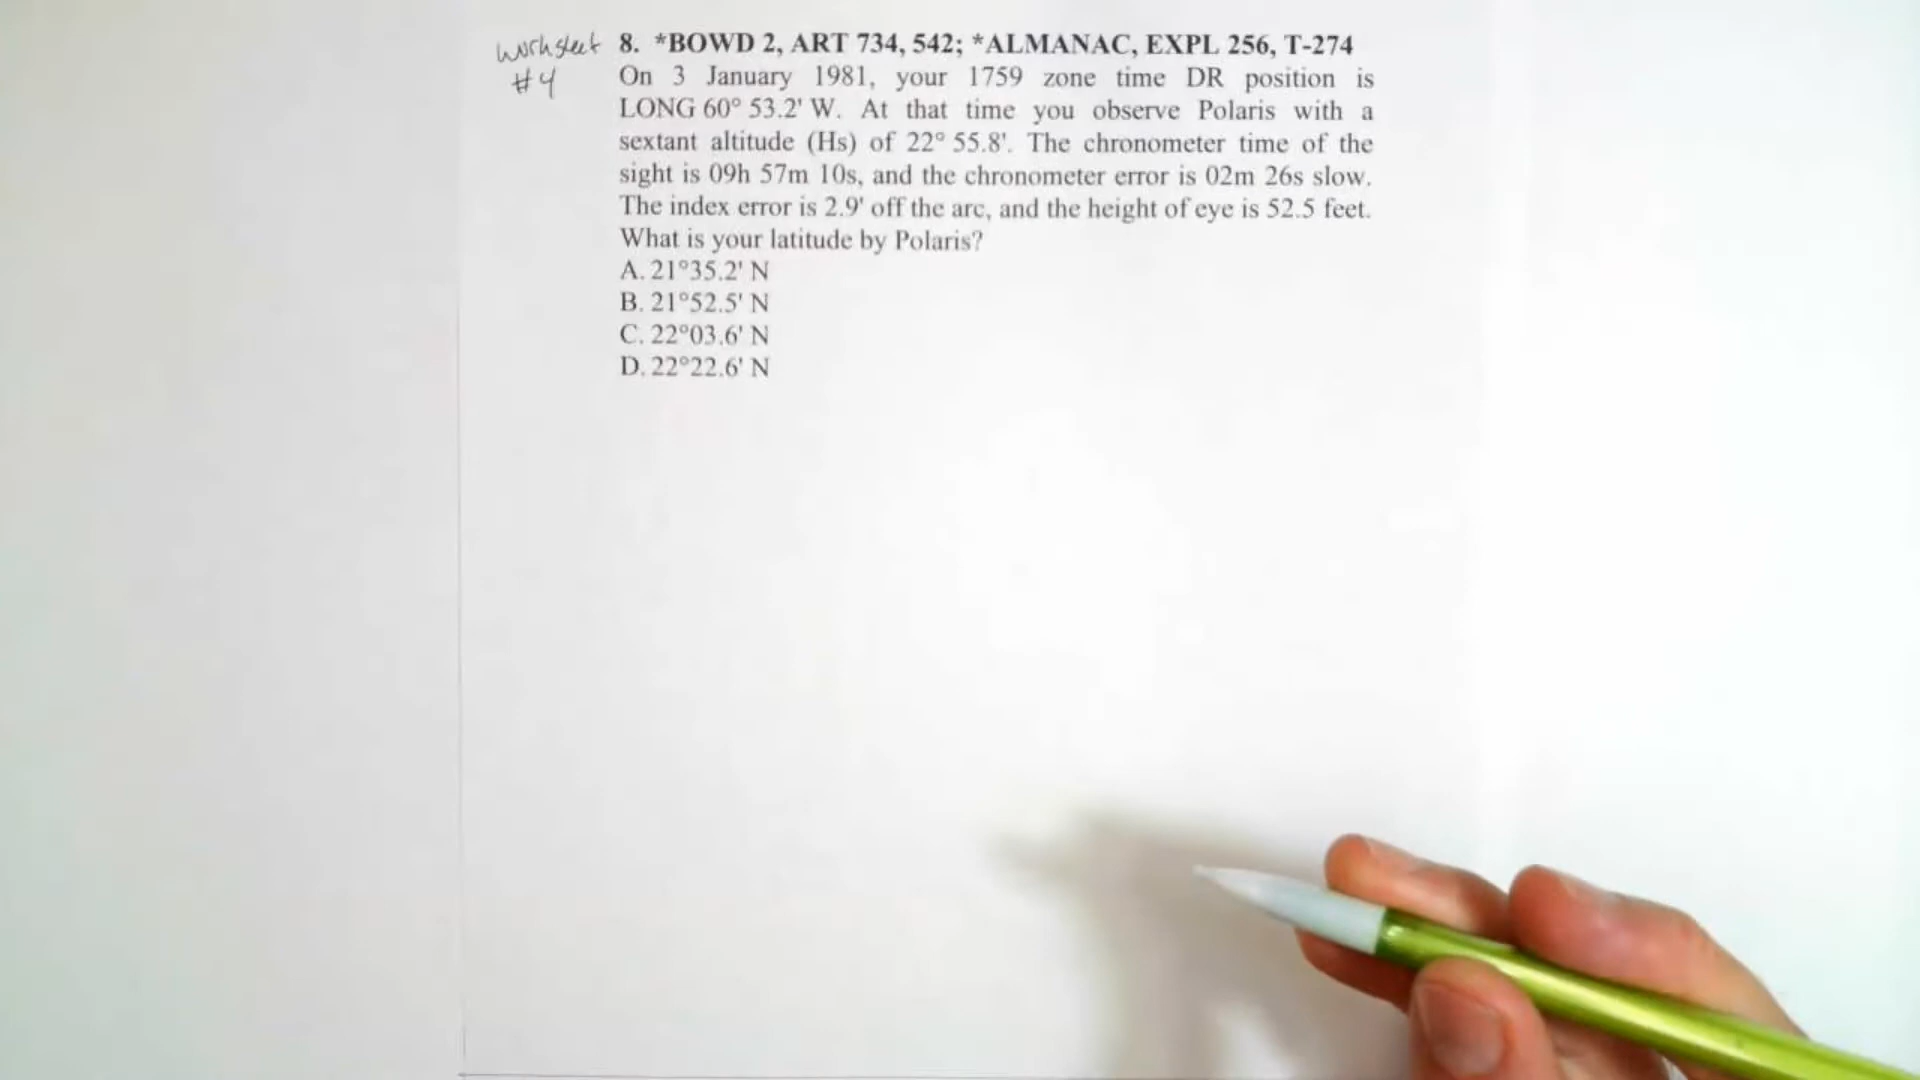 worksheet
#4
8. *BOWD 2, ART 734, 542; *ALMANAC, EXPL 256, T-274
On 3 January 1981, your 1759 zone time DR position is
LONG 60° 53.2' W. At that time you observe Polaris with a
sextant altitude (Hs) of 22° 55.8'. The chronometer time of the
sight is 09h 57m 10s, and the chronometer error is 02m 26s slow.
The index error is 2.9' off the arc, and the height of eye is 52.5 feet.
What is your latitude by Polaris?
A. 21°35.2' N
B. 21°52.5' N
C. 22°03.6' N
D. 22°22.6' N